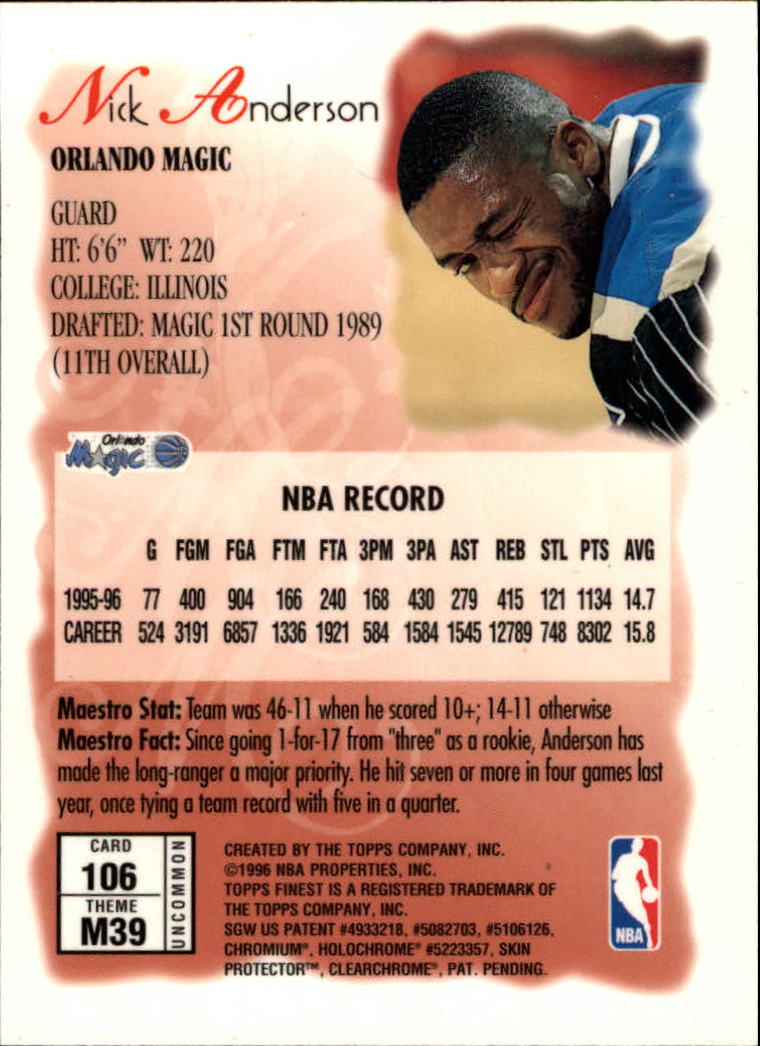 Nick Anderson
ORLANDO MAGIC
GUARD
HT: 6'6" WT: 220
COLLEGE: ILLINOIS
DRAFTED: MAGIC 1ST ROUND 1989
(11TH OVERALL)
Orlando
Magic
NBA RECORD
G FGM FGA FTM FTA 3PM 3PA AST REB STL PTS AVG
1995-96 77 400 904 166 240 168 430 279 415 121 1134 14.7
CAREER 524 3191 6857 1336 1921 584 1584 1545 12789 748 8302 15.8
Maestro Stat: Team was 46-11 when he scored 10+; 14-11 otherwise
Maestro Fact: Since going 1-for-17 from "three" as a rookie, Anderson has
made the long-ranger a major priority. He hit seven or more in four games last
year, once tying a team record with five in a quarter.
CARD
106
THEME
M39
UNCOMMON
CREATED BY THE TOPPS COMPANY, INC.
©1996 NBA PROPERTIES, INC.
TOPPS FINEST IS A REGISTERED TRADEMARK OF
THE TOPPS COMPANY, INC.
SGW US PATENT #4933218, #5082703, #5106126,
CHROMIUM®, HOLOCHROME® #5223357, SKIN
PROTECTOR™, CLEARCHROME®, PAT. PENDING.
NBA